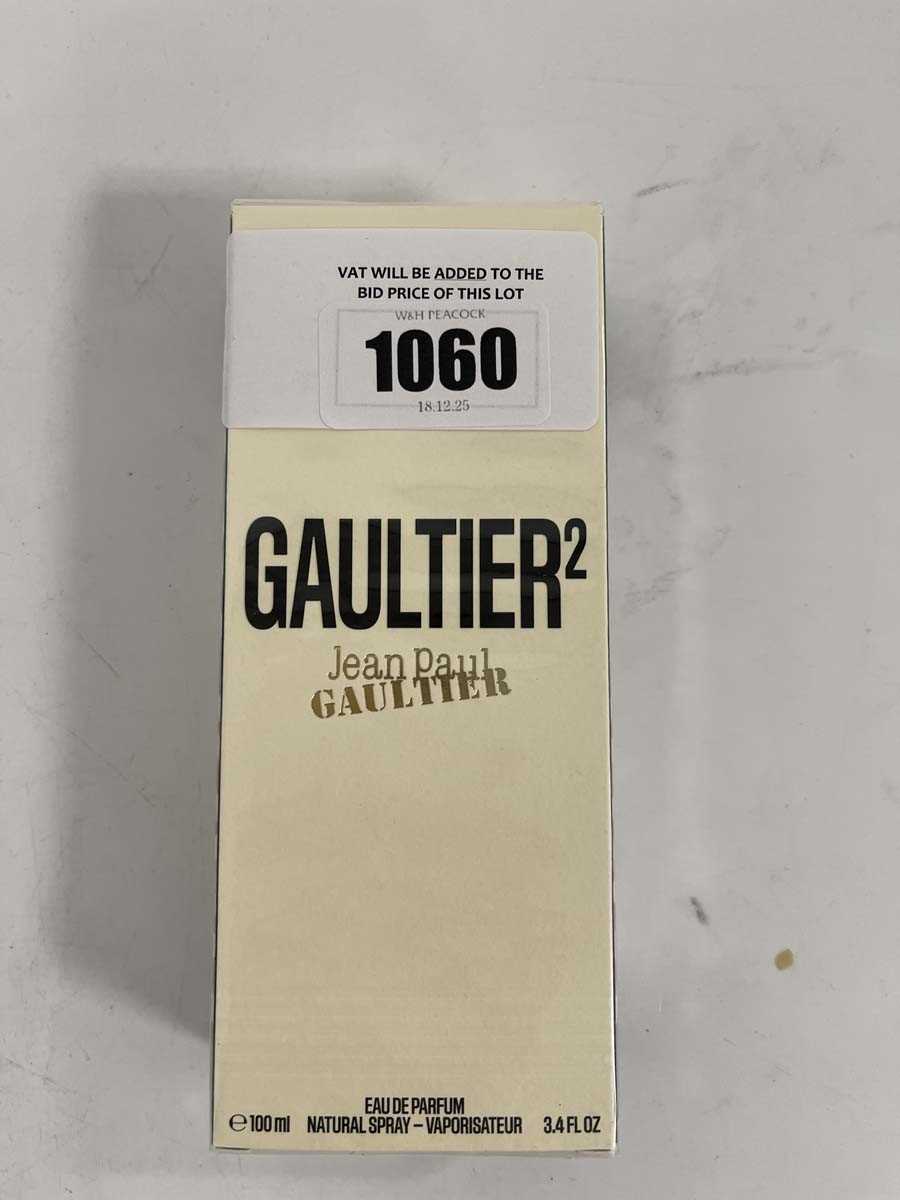 VAT WILL BE ADDED TO THE
BID PRICE OF THIS LOT
W&H PEACOCK
1060
18.12.25
GAULTIER²
Jean Paul
GAULTIER
EAU DE PARFUM
℮100 ml NATURAL SPRAY – VAPORISATEUR 3.4 FL OZ